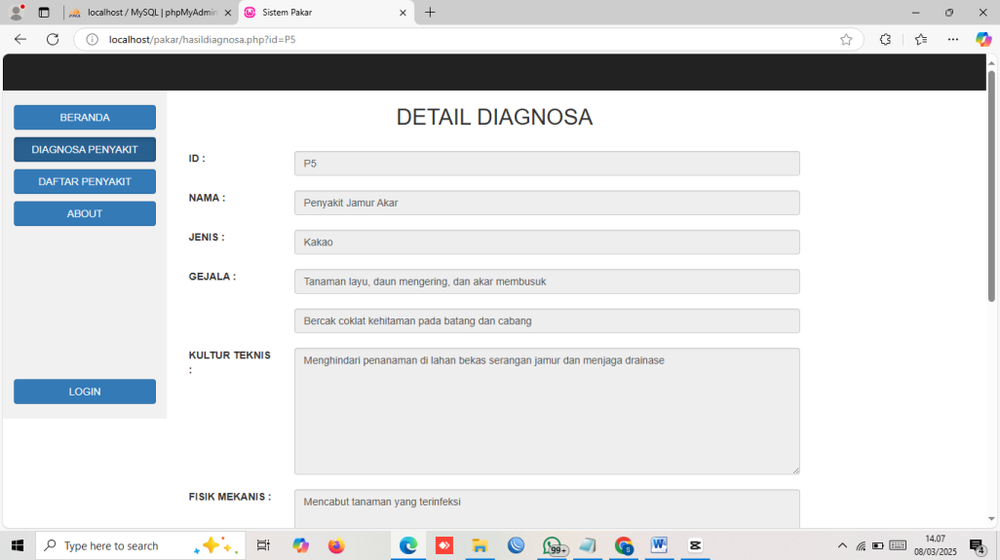 localhost / MySQL | phpMyAdmin
Sistem Pakar
localhost/pakar/hasildiagnosa.php?id=P5
BERANDA
DIAGNOSA PENYAKIT
DAFTAR PENYAKIT
ABOUT
LOGIN
DETAIL DIAGNOSA
ID :
P5
NAMA :
Penyakit Jamur Akar
JENIS :
Kakao
GEJALA :
Tanaman layu, daun mengering, dan akar membusuk
Bercak coklat kehitaman pada batang dan cabang
KULTUR TEKNIS
:
Menghindari penanaman di lahan bekas serangan jamur dan menjaga drainase
FISIK MEKANIS :
Mencabut tanaman yang terinfeksi
Type here to search
99+
14.07
08/03/2025
4